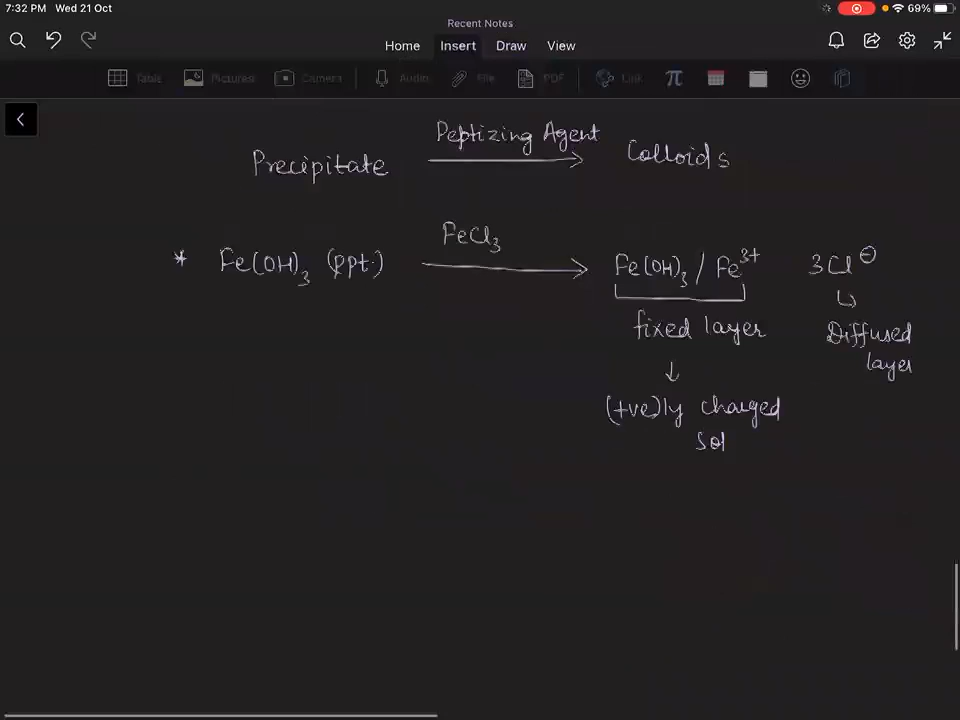 7:32 PM Wed 21 Oct
69%
Recent Notes
Home Insert Draw View
Table Pictures Camera Audio File PDF Link
Peptizing Agent
Precipitate Colloids
FeCl3
* Fe(OH)3 (ppt.) Fe(OH)3 / Fe3+ 3Cl⊖
fixed layer Diffused
layer
↓
(+ve)ly charged
sol